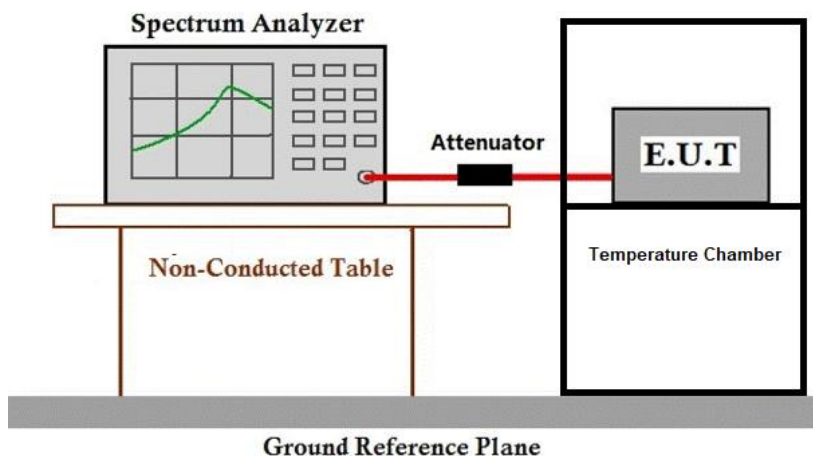 Spectrum Analyzer
Attenuator
E.U.T
Temperature Chamber
Non-Conducted Table
Ground Reference Plane